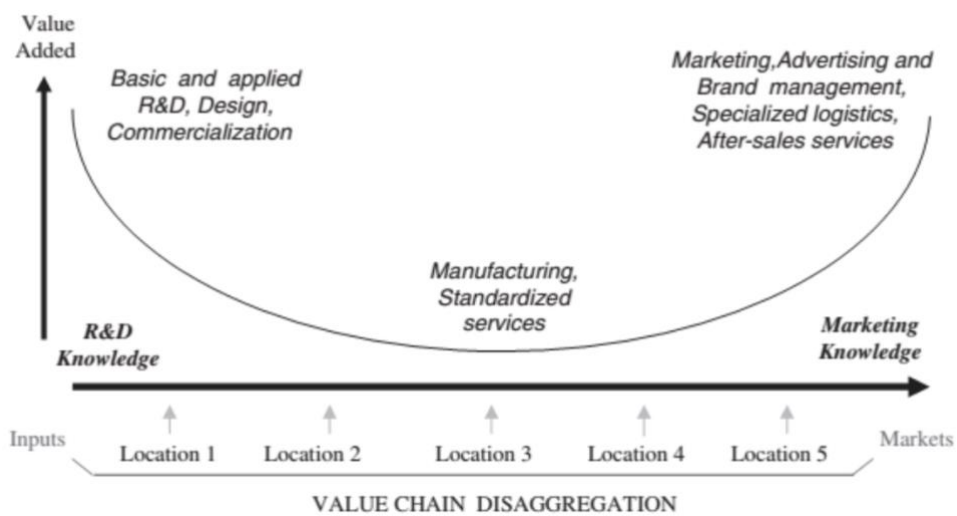 Value
Added
Basic and applied
R&D, Design,
Commercialization
Marketing,Advertising and
Brand management,
Specialized logistics,
After-sales services
Manufacturing,
Standardized
services
R&D
Knowledge
Marketing
Knowledge
Inputs
Location 1
Location 2
Location 3
Location 4
Location 5
Markets
VALUE CHAIN DISAGGREGATION